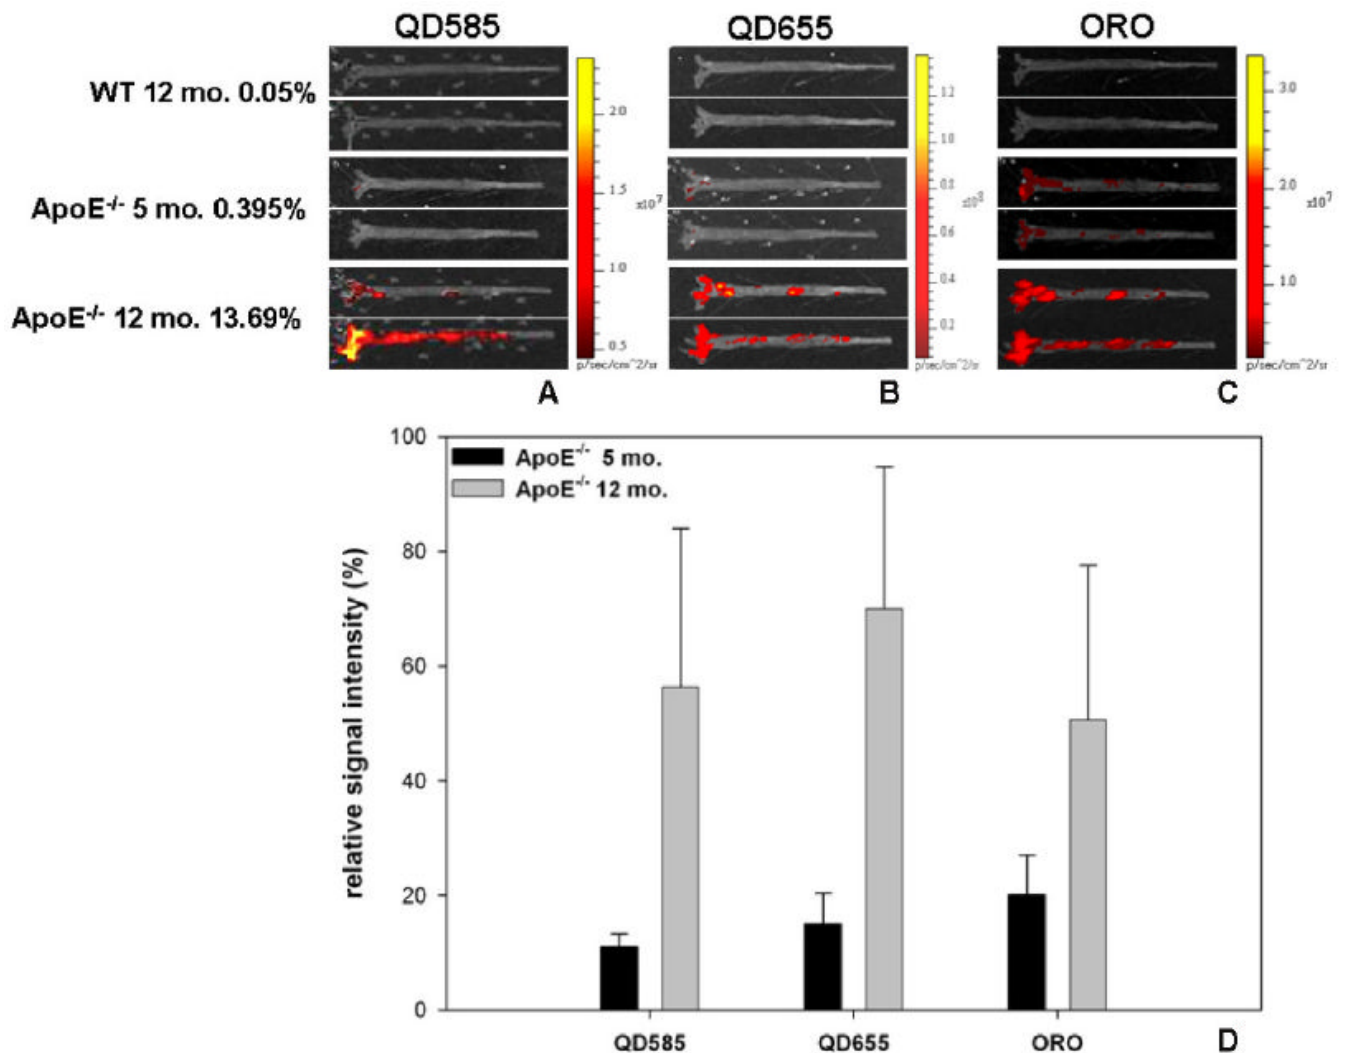 QD585 QD655 ORO
WT 12 mo. 0.05%
ApoE-/- 5 mo. 0.395%
ApoE-/- 12 mo. 13.69%
2.0
1.5
x10^7
1.0
0.5
p/sec/cm^2/sr
A
1.2
1.0
0.8
x10^8
0.6
0.4
0.2
p/sec/cm^2/sr
B
3.0
2.0
x10^7
1.0
p/sec/cm^2/sr
C
relative signal intensity (%)
100
80
60
40
20
0
ApoE-/- 5 mo.
ApoE-/- 12 mo.
QD585 QD655 ORO
D